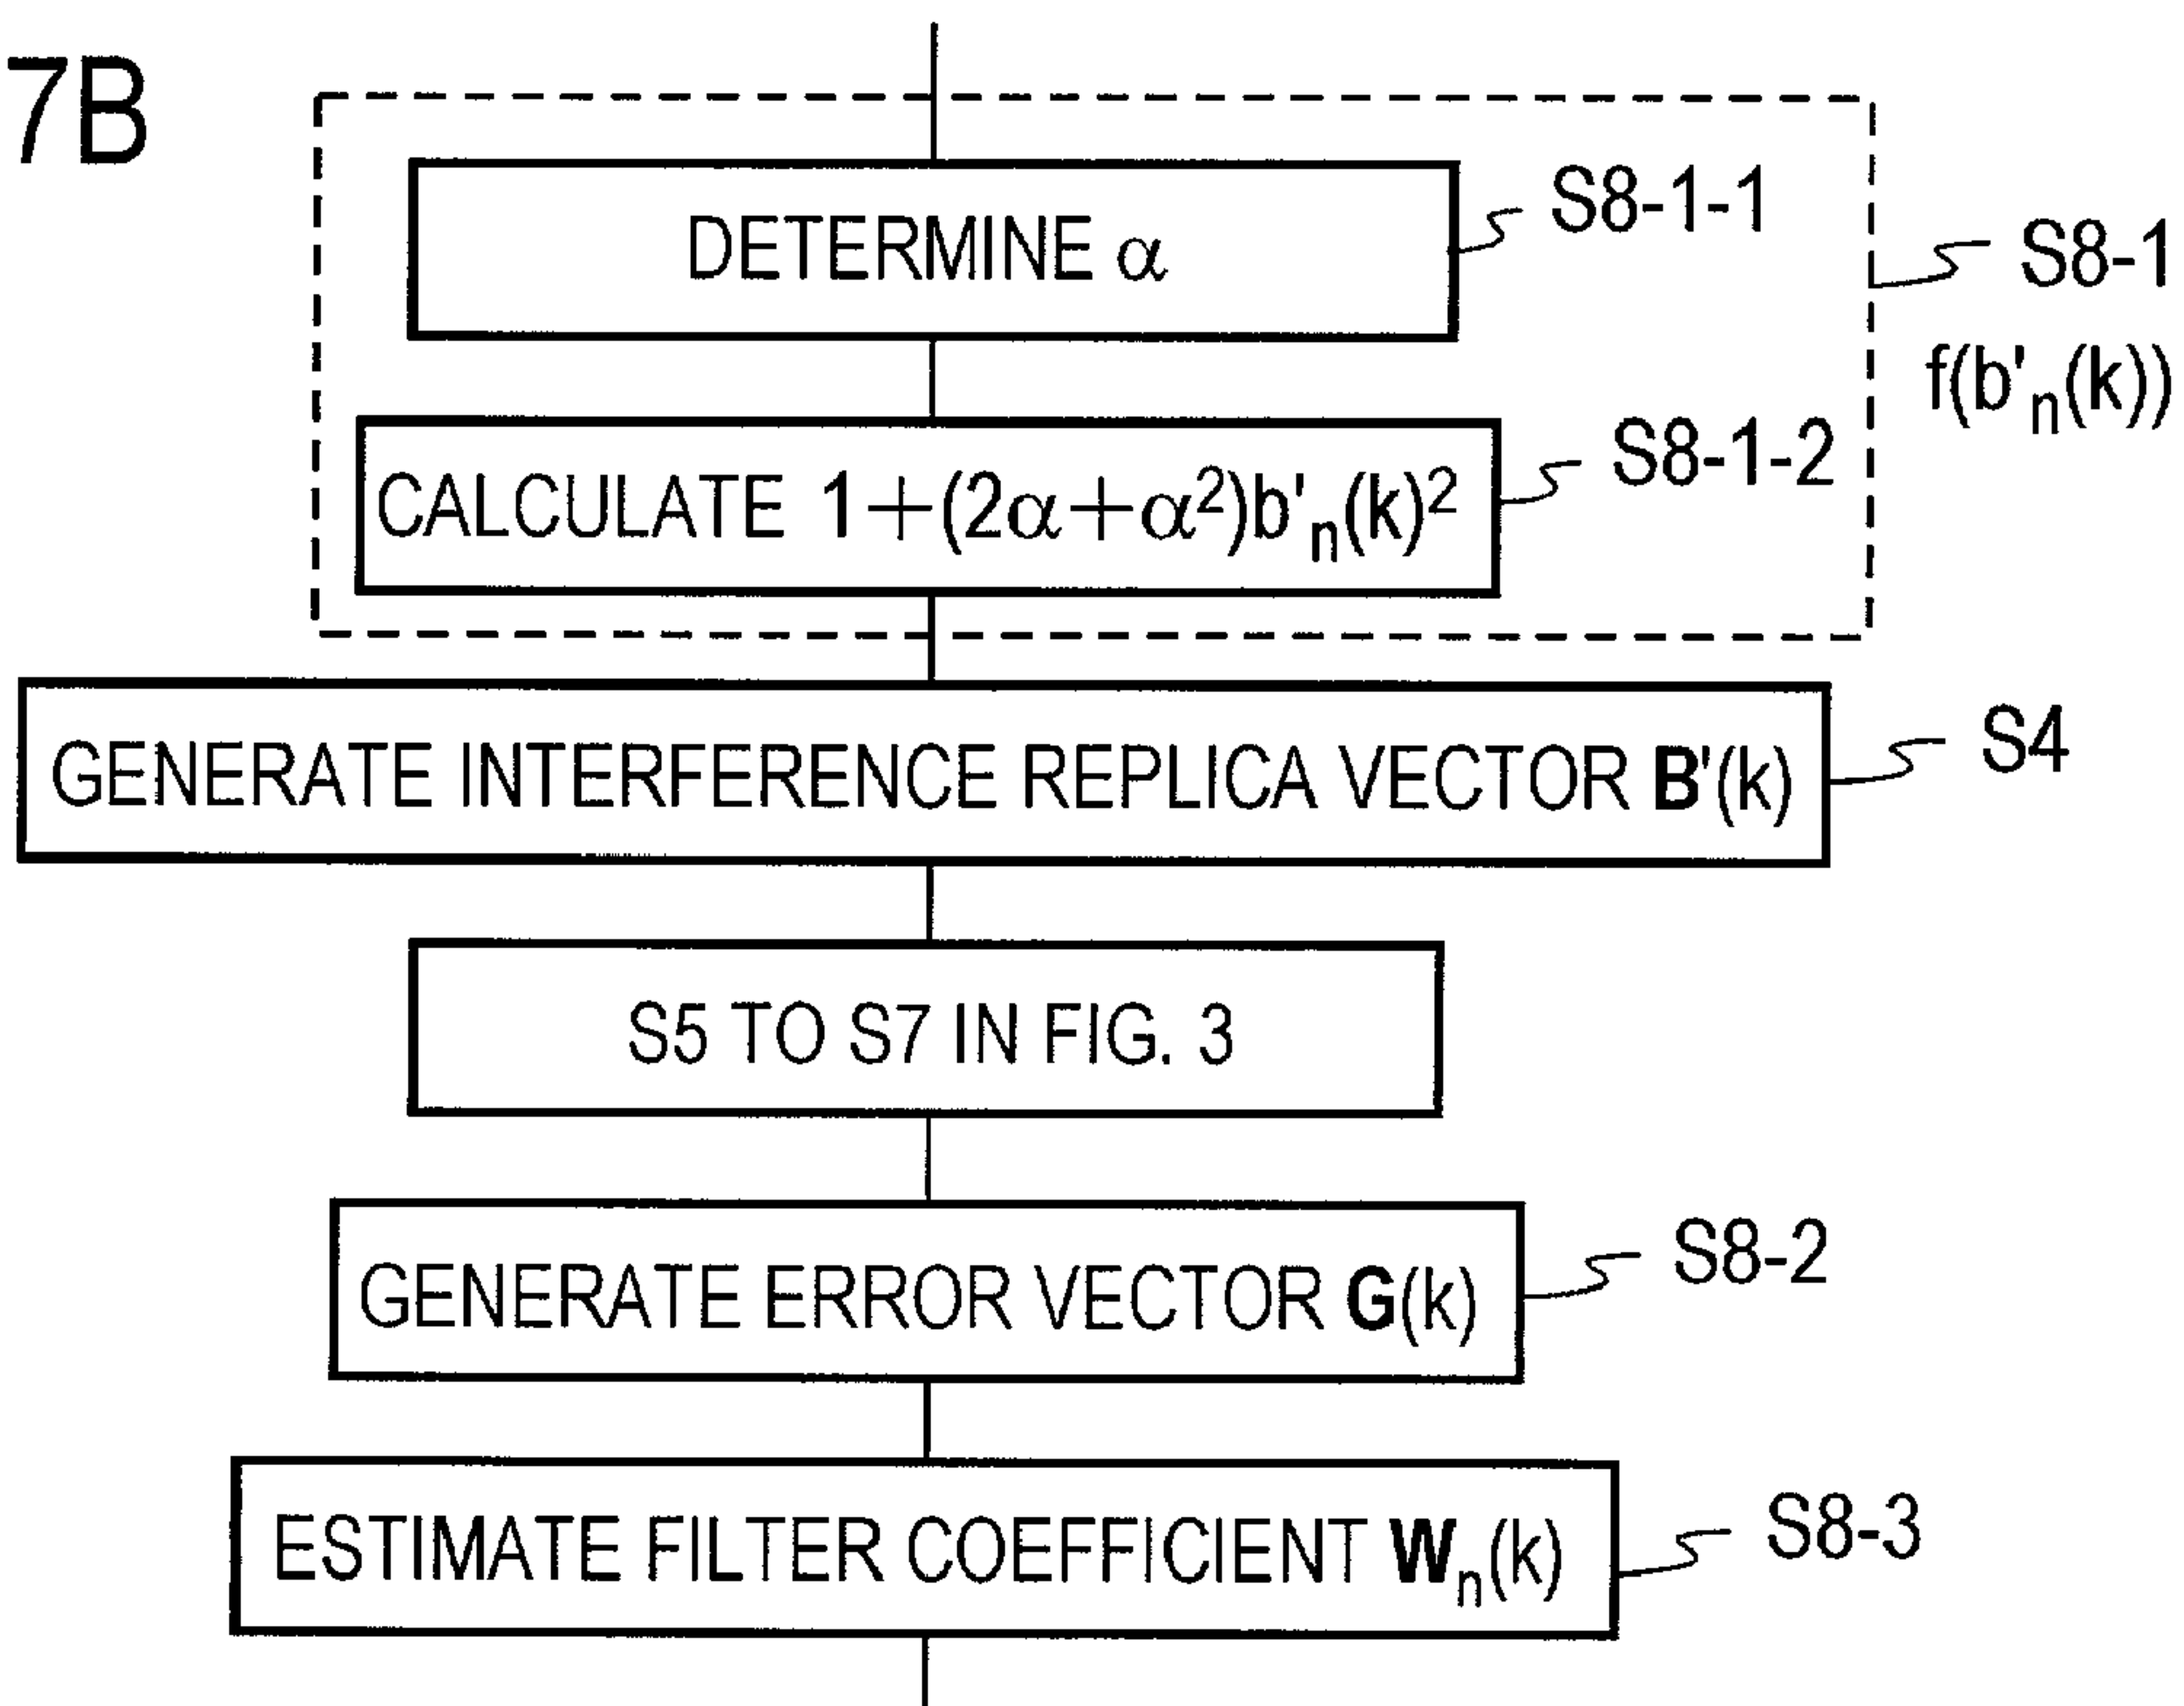 7B
DETERMINE α
S8-1-1
S8-1
f(b'n(k))
CALCULATE 1+(2α+α²)b'n(k)²
S8-1-2
GENERATE INTERFERENCE REPLICA VECTOR B'(k)
S4
S5 TO S7 IN FIG. 3
GENERATE ERROR VECTOR G(k)
S8-2
ESTIMATE FILTER COEFFICIENT Wn(k)
S8-3